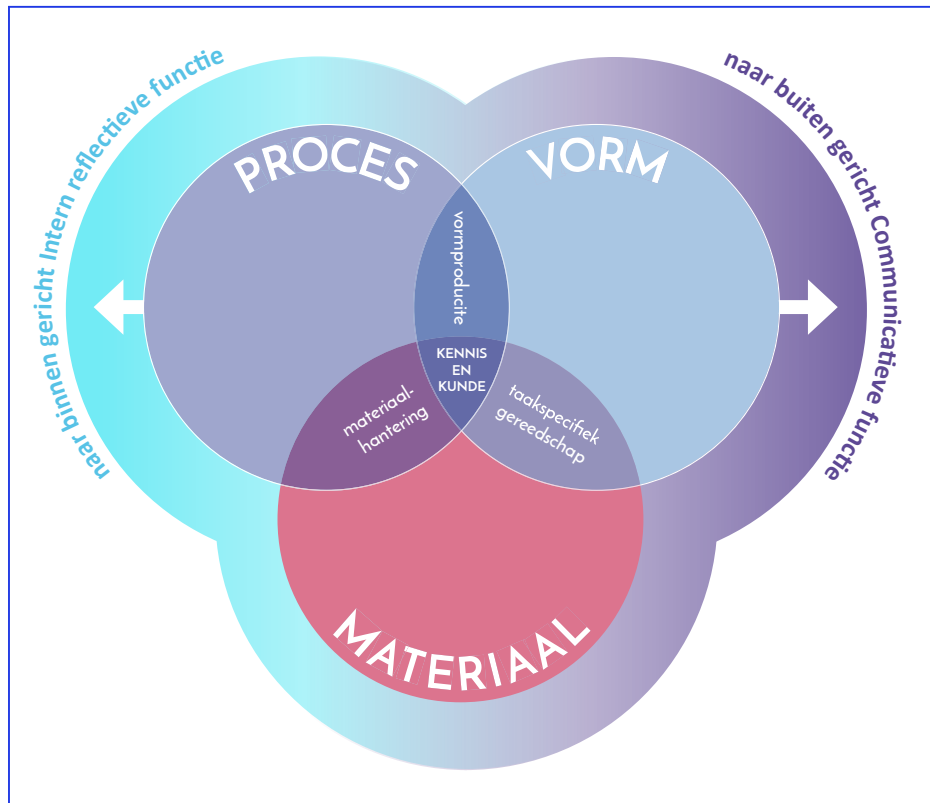 naar binnen gericht Intern reflectieve functie
naar buiten gericht Communicatieve functie
PROCES
VORM
vormproducite
KENNIS
EN
KUNDE
materiaal-
hantering
taakspecifiek
gereedschap
MATERIAAL